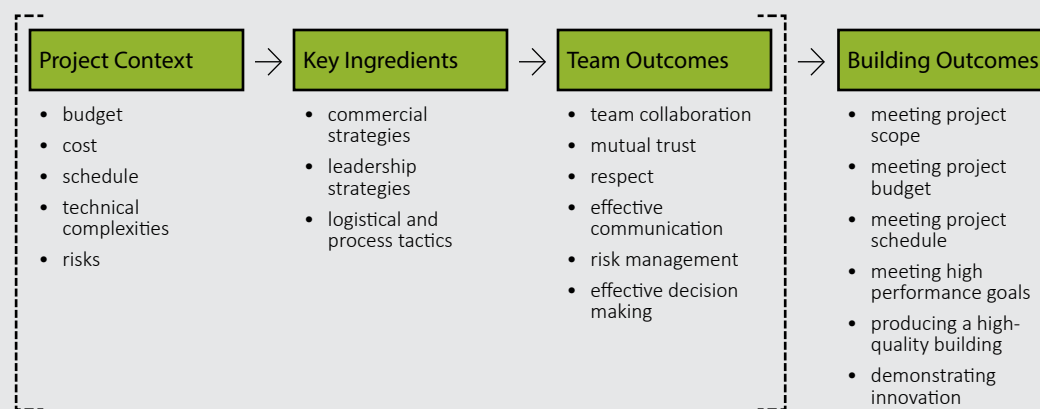 Project Context
• budget
• cost
• schedule
• technical
complexities
• risks
Key Ingredients
• commercial
strategies
• leadership
strategies
• logistical and
process tactics
Team Outcomes
• team collaboration
• mutual trust
• respect
• effective
communication
• risk management
• effective decision
making
Building Outcomes
• meeting project
scope
• meeting project
budget
• meeting project
schedule
• meeting high
performance goals
• producing a high-
quality building
• demonstrating
innovation